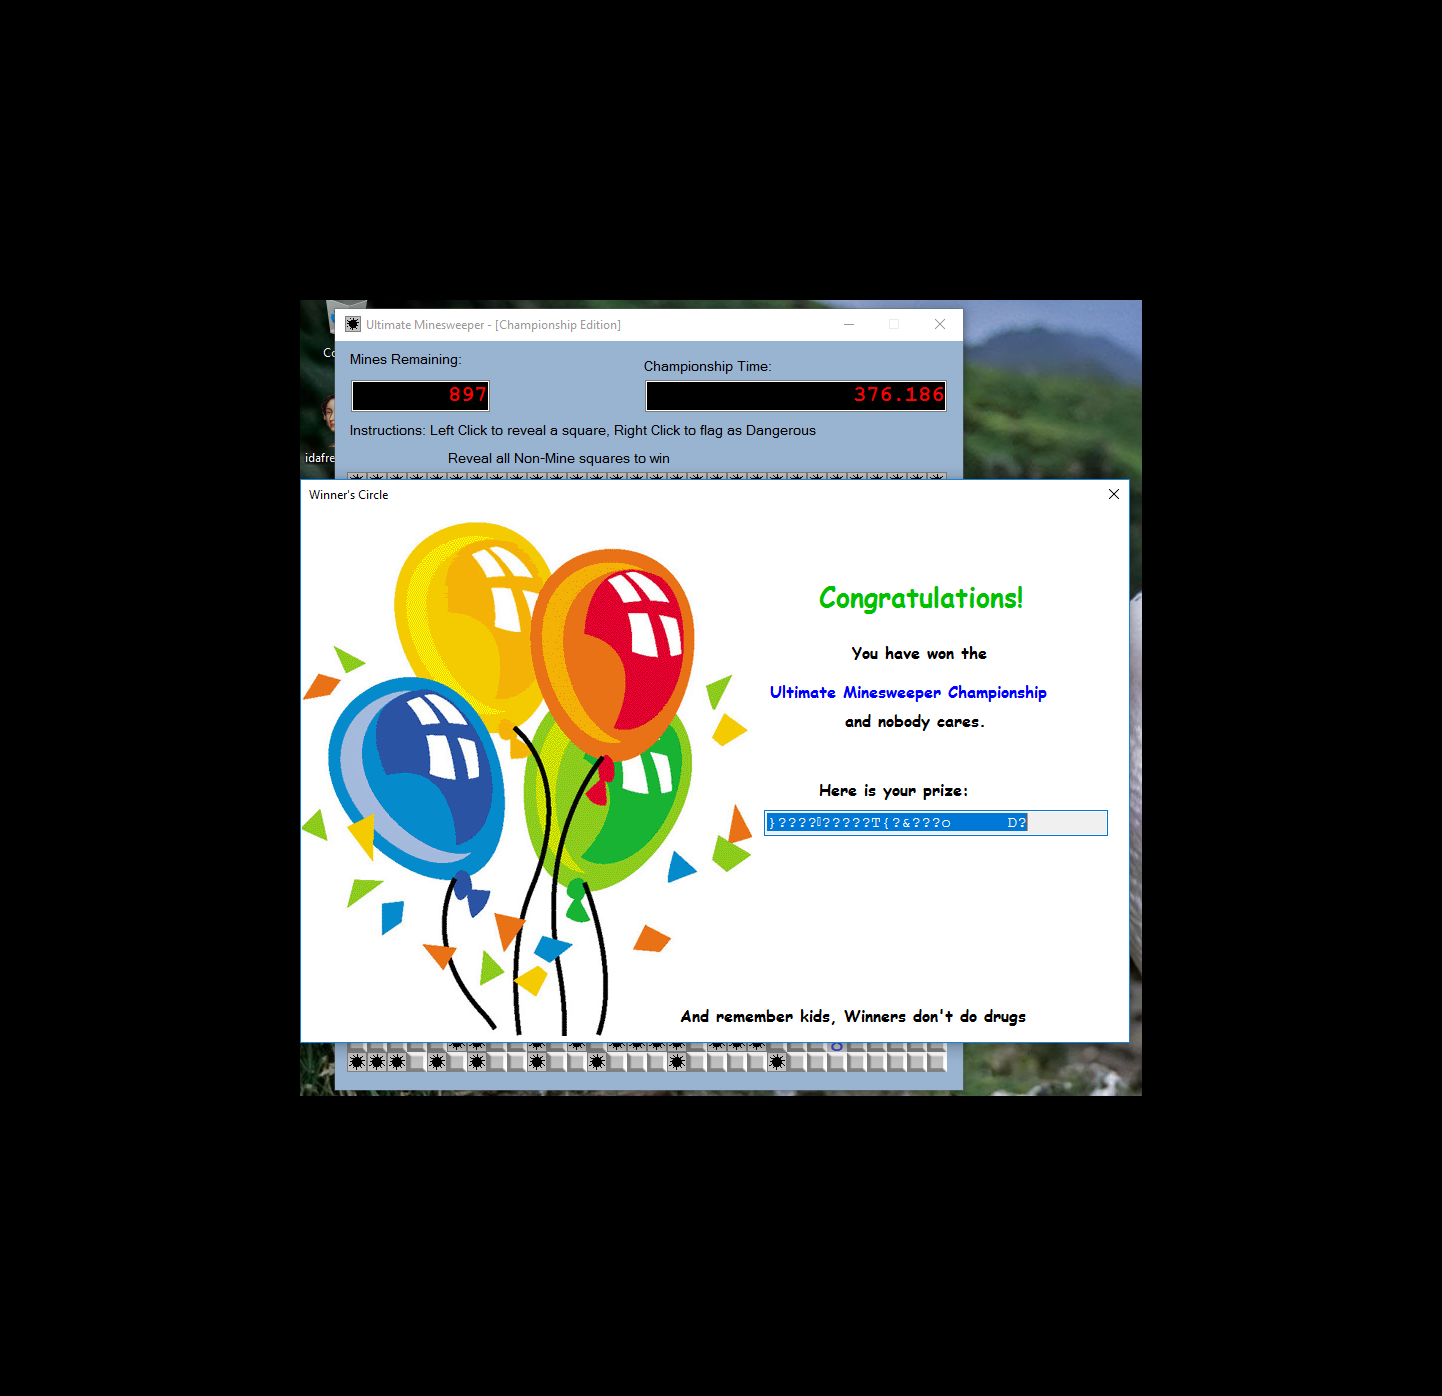 Ultimate Minesweeper - [Championship Edition]
Mines Remaining:
Championship Time:
897
376.186
Instructions: Left Click to reveal a square, Right Click to flag as Dangerous
idafre
Reveal all Non-Mine squares to win
Winner's Circle
Congratulations!
You have won the
Ultimate Minesweeper Championship
and nobody cares.
Here is your prize:
}????▯?????T{?&???o      D?
And remember kids, Winners don't do drugs